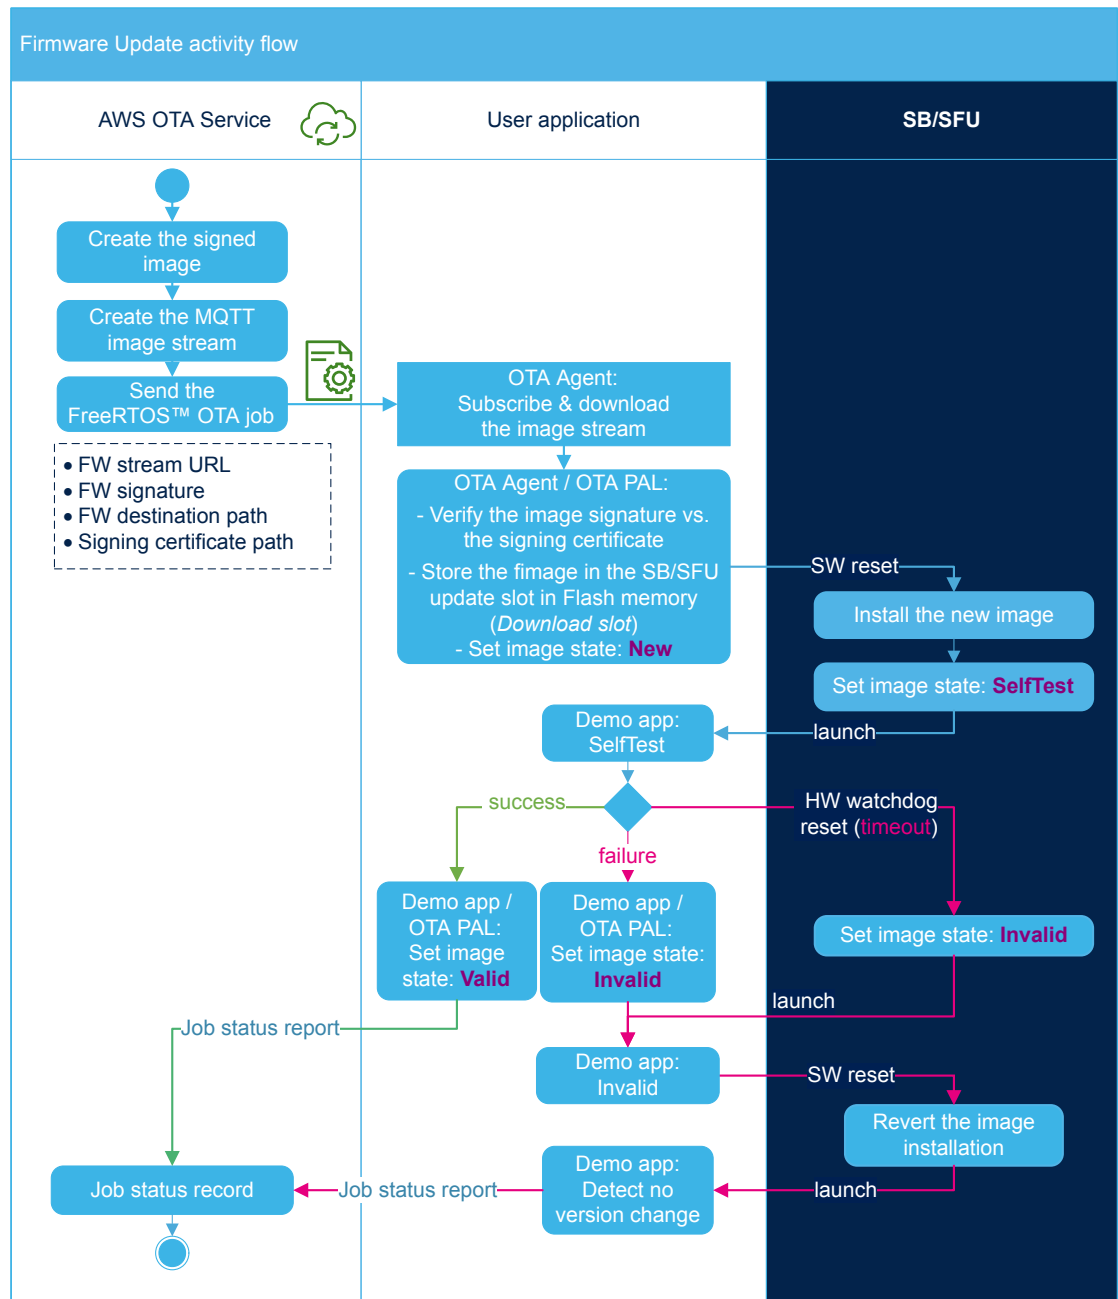 Firmware Update activity flow
AWS OTA Service
User application
SB/SFU
Create the signed
image
Create the MQTT
image stream
Send the
FreeRTOS™ OTA job
• FW stream URL
• FW signature
• FW destination path
• Signing certificate path
OTA Agent:
Subscribe & download
the image stream
OTA Agent / OTA PAL:
- Verify the image signature vs.
the signing certificate
- Store the fimage in the SB/SFU
update slot in Flash memory
(Download slot)
- Set image state: New
SW reset
Install the new image
Set image state: SelfTest
launch
Demo app:
SelfTest
success
failure
HW watchdog
reset (timeout)
Demo app /
OTA PAL:
Set image
state: Valid
Demo app /
OTA PAL:
Set image state:
Invalid
Set image state: Invalid
launch
Job status report
Demo app:
Invalid
SW reset
Revert the image
installation
launch
Demo app:
Detect no
version change
Job status report
Job status record